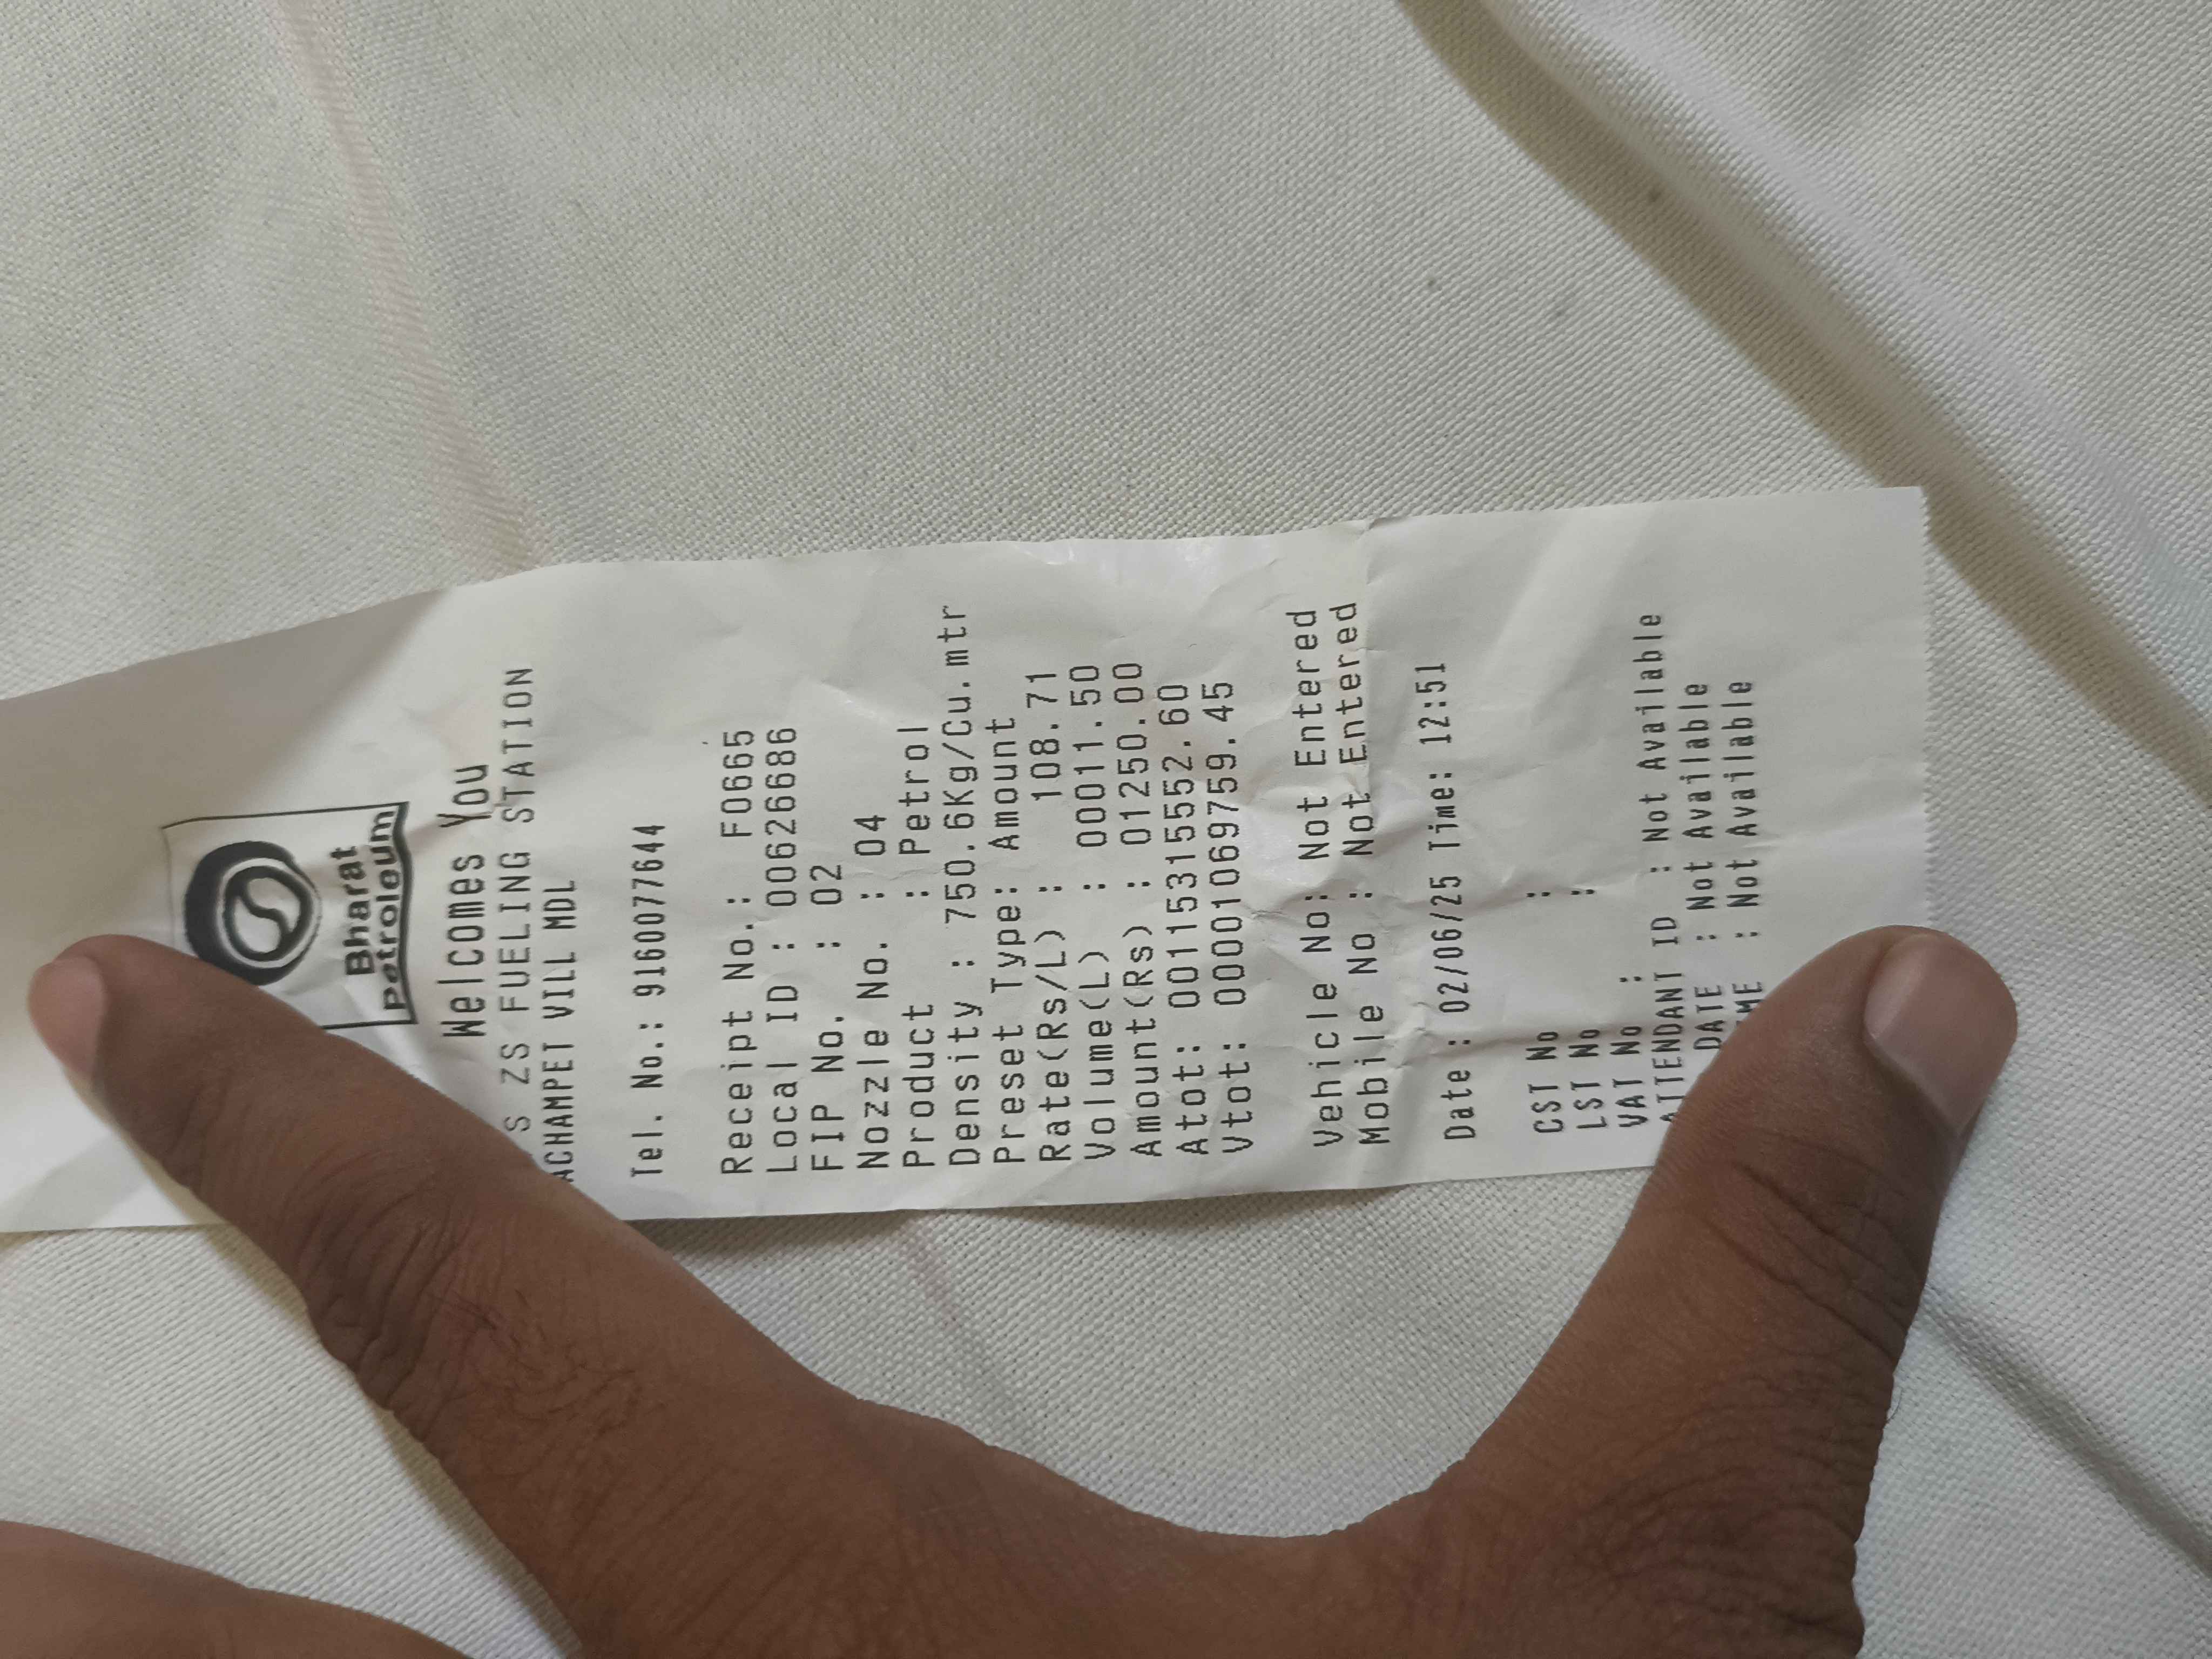 Bharat
Petroleum
Welcomes You
S ZS FUELING STATION
ACHAMPET VILL MDL
Tel. No.: 9160077644
Receipt No.: F0665
Local ID : 00626686
FIP No. : 02
Nozzle No. : 04
Product : Petrol
Density : 750.6Kg/Cu.mtr
Preset Type: Amount
Rate(Rs/L) : 108.71
Volume(L) : 00011.50
Amount(Rs) : 01250.00
Atot: 00115315552.60
Vtot: 00001069759.45
Vehicle No: Not Entered
Mobile No : Not Entered
Date : 02/06/25 Time: 12:51
CST No :
LST No :
VAT No :
ATTENDANT ID : Not Available
DATE : Not Available
: Not Available